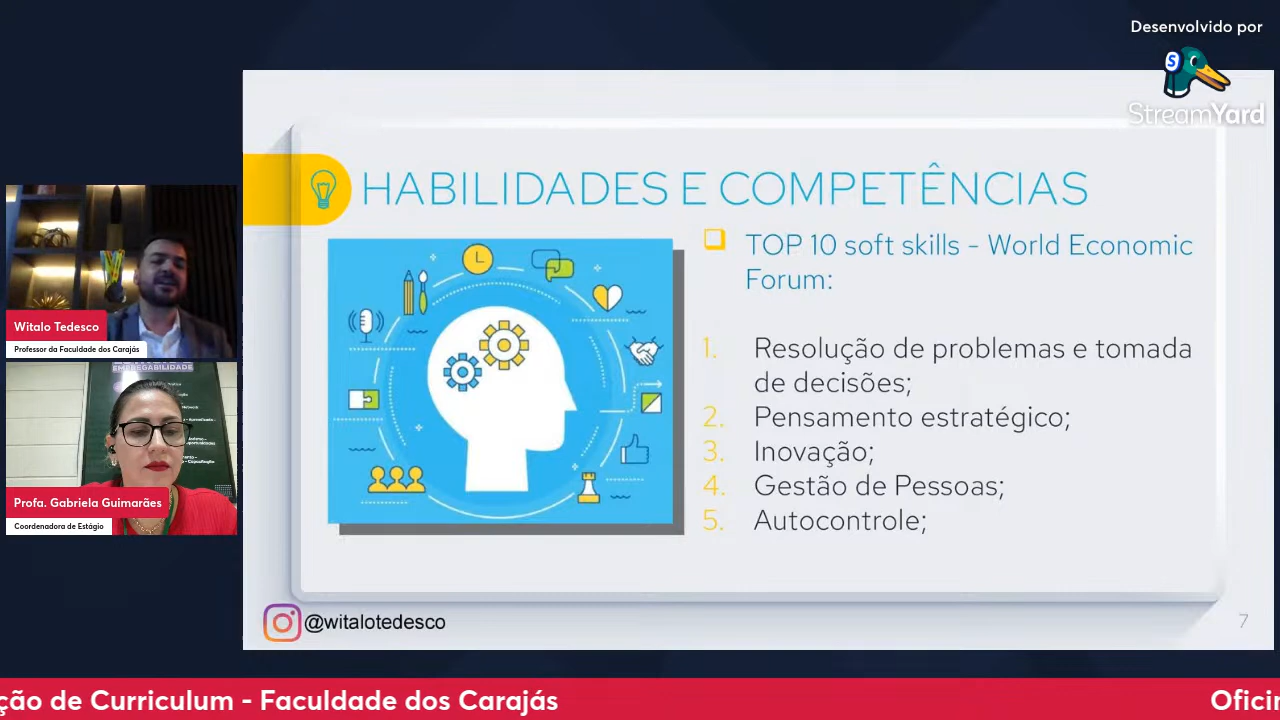 Desenvolvido por
StreamYard
HABILIDADES E COMPETÊNCIAS
TOP 10 soft skills - World Economic
Forum:
1. Resolução de problemas e tomada
de decisões;
2. Pensamento estratégico;
3. Inovação;
4. Gestão de Pessoas;
5. Autocontrole;
@witalotedesco
7
Witalo Tedesco
Professor da Faculdade dos Carajás
EMPREGABILIDADE
Profa. Gabriela Guimarães
Coordenadora de Estágio
ção de Curriculum - Faculdade dos Carajás
Oficin